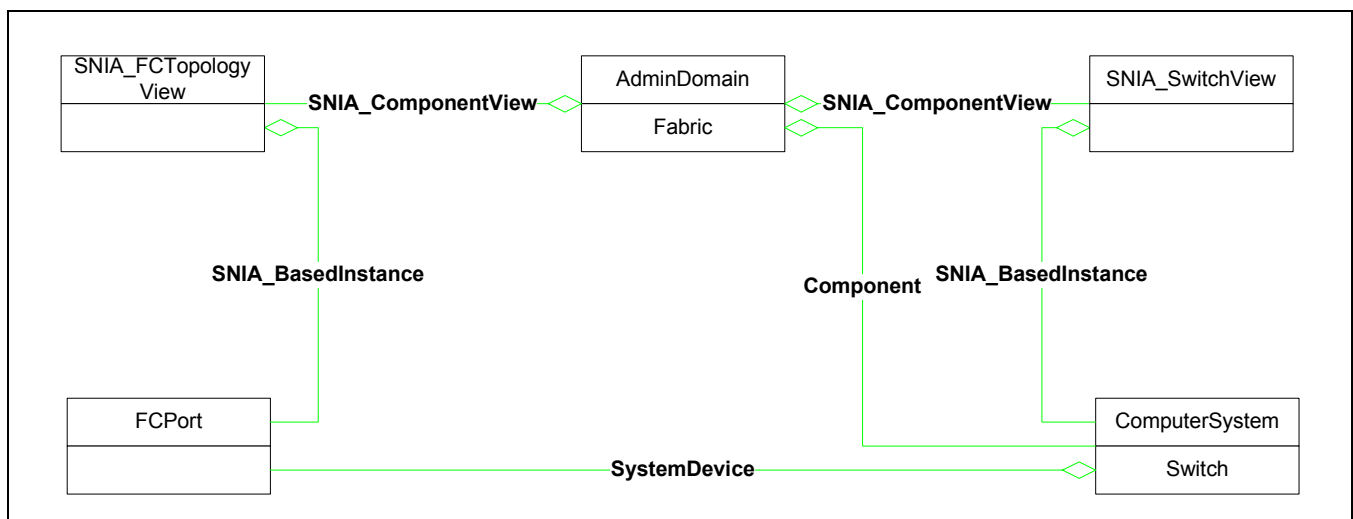 SNIA_FCTopology
View
SNIA_ComponentView
AdminDomain
Fabric
SNIA_ComponentView
SNIA_SwitchView
SNIA_BasedInstance
Component
SNIA_BasedInstance
FCPort
SystemDevice
ComputerSystem
Switch